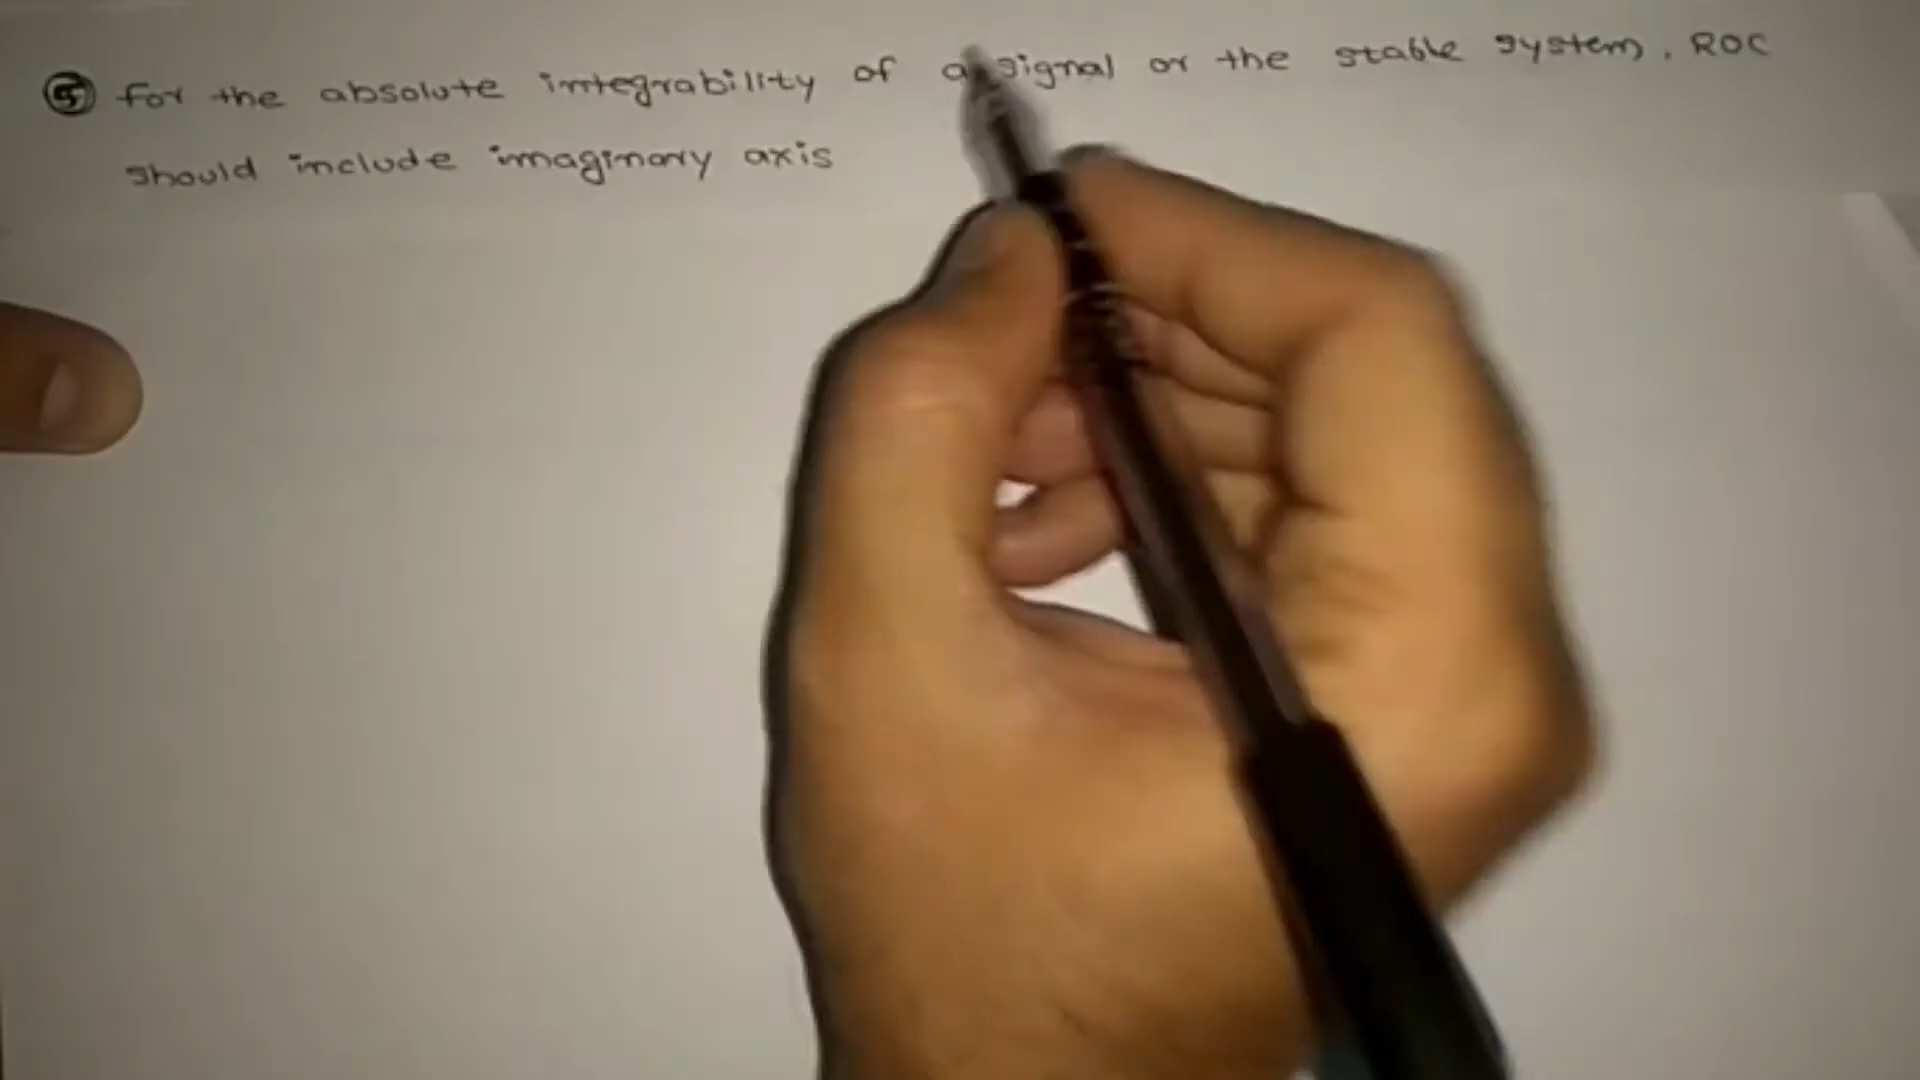 ⑤ for the absolute integrability of a signal or the stable system, ROC
should include imaginary axis